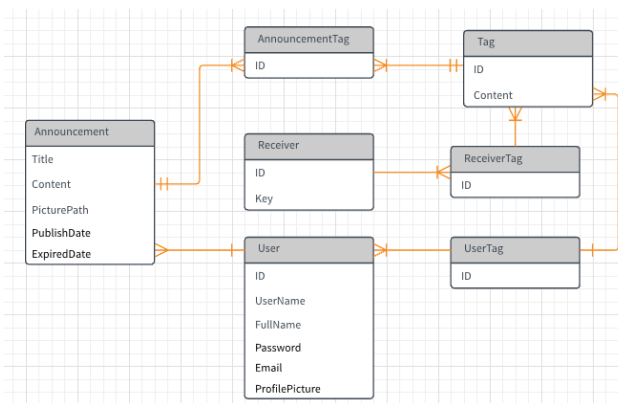 AnnouncementTag
ID
Tag
ID
Content
Announcement
Title
Content
PicturePath
PublishDate
ExpiredDate
Receiver
ID
Key
ReceiverTag
ID
User
ID
UserName
FullName
Password
Email
ProfilePicture
UserTag
ID